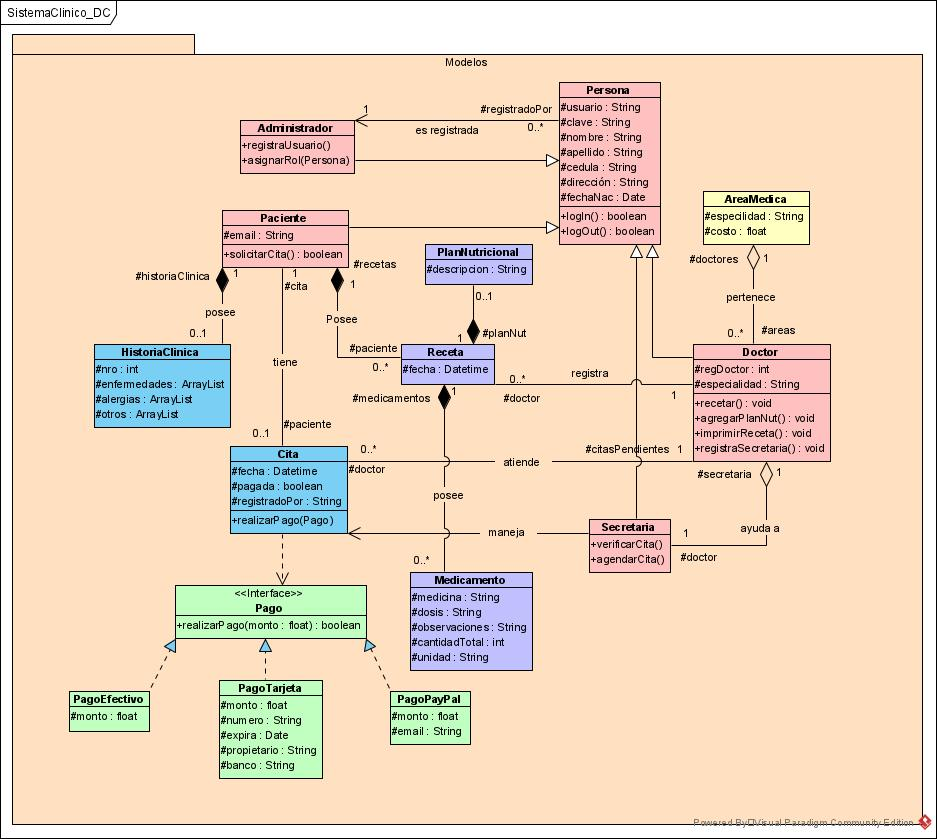 SistemaClinico_DC
Modelos
Persona
#usuario : String
#clave : String
#nombre : String
#apellido : String
#cedula : String
#dirección : String
#fechaNac : Date
+logIn() : boolean
+logOut() : boolean
1
#registradoPor
es registrada
0..*
Administrador
+registraUsuario()
+asignarRol(Persona)
Paciente
#email : String
+solicitarCita() : boolean
AreaMedica
#especilidad : String
#costo : float
#doctores
1
pertenece
0..*
#areas
PlanNutricional
#descripcion : String
0..1
1
#planNut
#historiaClinica
1
posee
0..1
1
#cita
tiene
#paciente
0..1
#recetas
1
Posee
#paciente
0..*
HistoriaClinica
#nro : int
#enfermedades : ArrayList
#alergias : ArrayList
#otros : ArrayList
Receta
#fecha : Datetime
0..*
registra
#doctor
1
Doctor
#regDoctor : int
#especialidad : String
+recetar() : void
+agregarPlanNut() : void
+imprimirReceta() : void
+registraSecretaria() : void
#medicamentos
1
posee
0..*
Cita
#fecha : Datetime
#pagada : boolean
#registradoPor : String
+realizarPago(Pago)
0..*
#doctor
atiende
#citasPendientes
1
#secretaria
1
ayuda a
1
#doctor
maneja
Secretaria
+verificarCita()
+agendarCita()
Medicamento
#medicina : String
#dosis : String
#observaciones : String
#cantidadTotal : int
#unidad : String
<<Interface>>
Pago
+realizarPago(monto : float) : boolean
PagoEfectivo
#monto : float
PagoTarjeta
#monto : float
#numero : String
#expira : Date
#propietario : String
#banco : String
PagoPayPal
#monto : float
#email : String
Powered By Visual Paradigm Community Edition